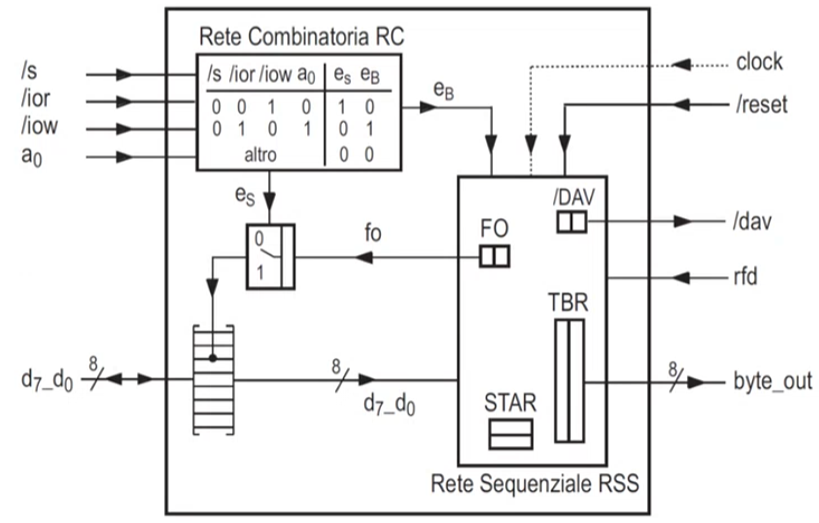 Rete Combinatoria RC
/s /ior /iow a0 es eB
0 0 1 0 1 0
0 1 0 1 0 1
altro 0 0
/s
/ior
/iow
a0
eB
clock
/reset
es
0
1
fo
FO
/DAV
/dav
rfd
TBR
d7_d0
8
8
d7_d0
STAR
8
byte_out
Rete Sequenziale RSS